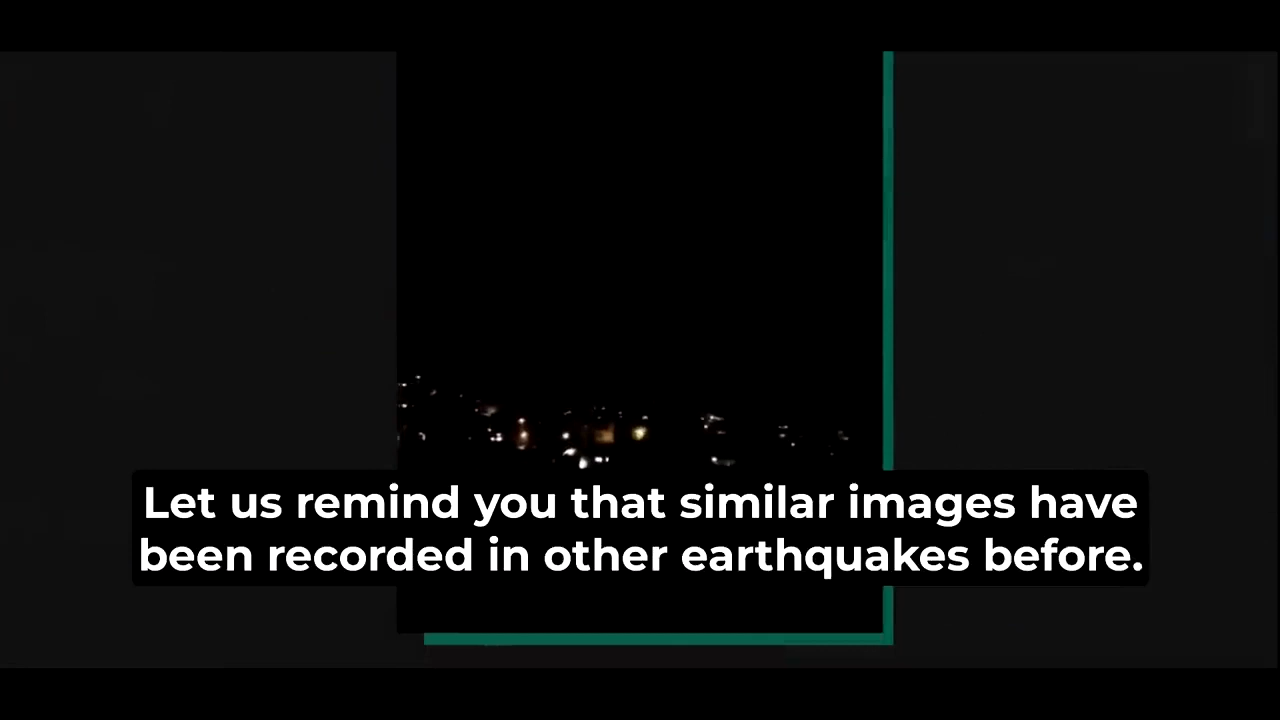 Let us remind you that similar images have
been recorded in other earthquakes before.